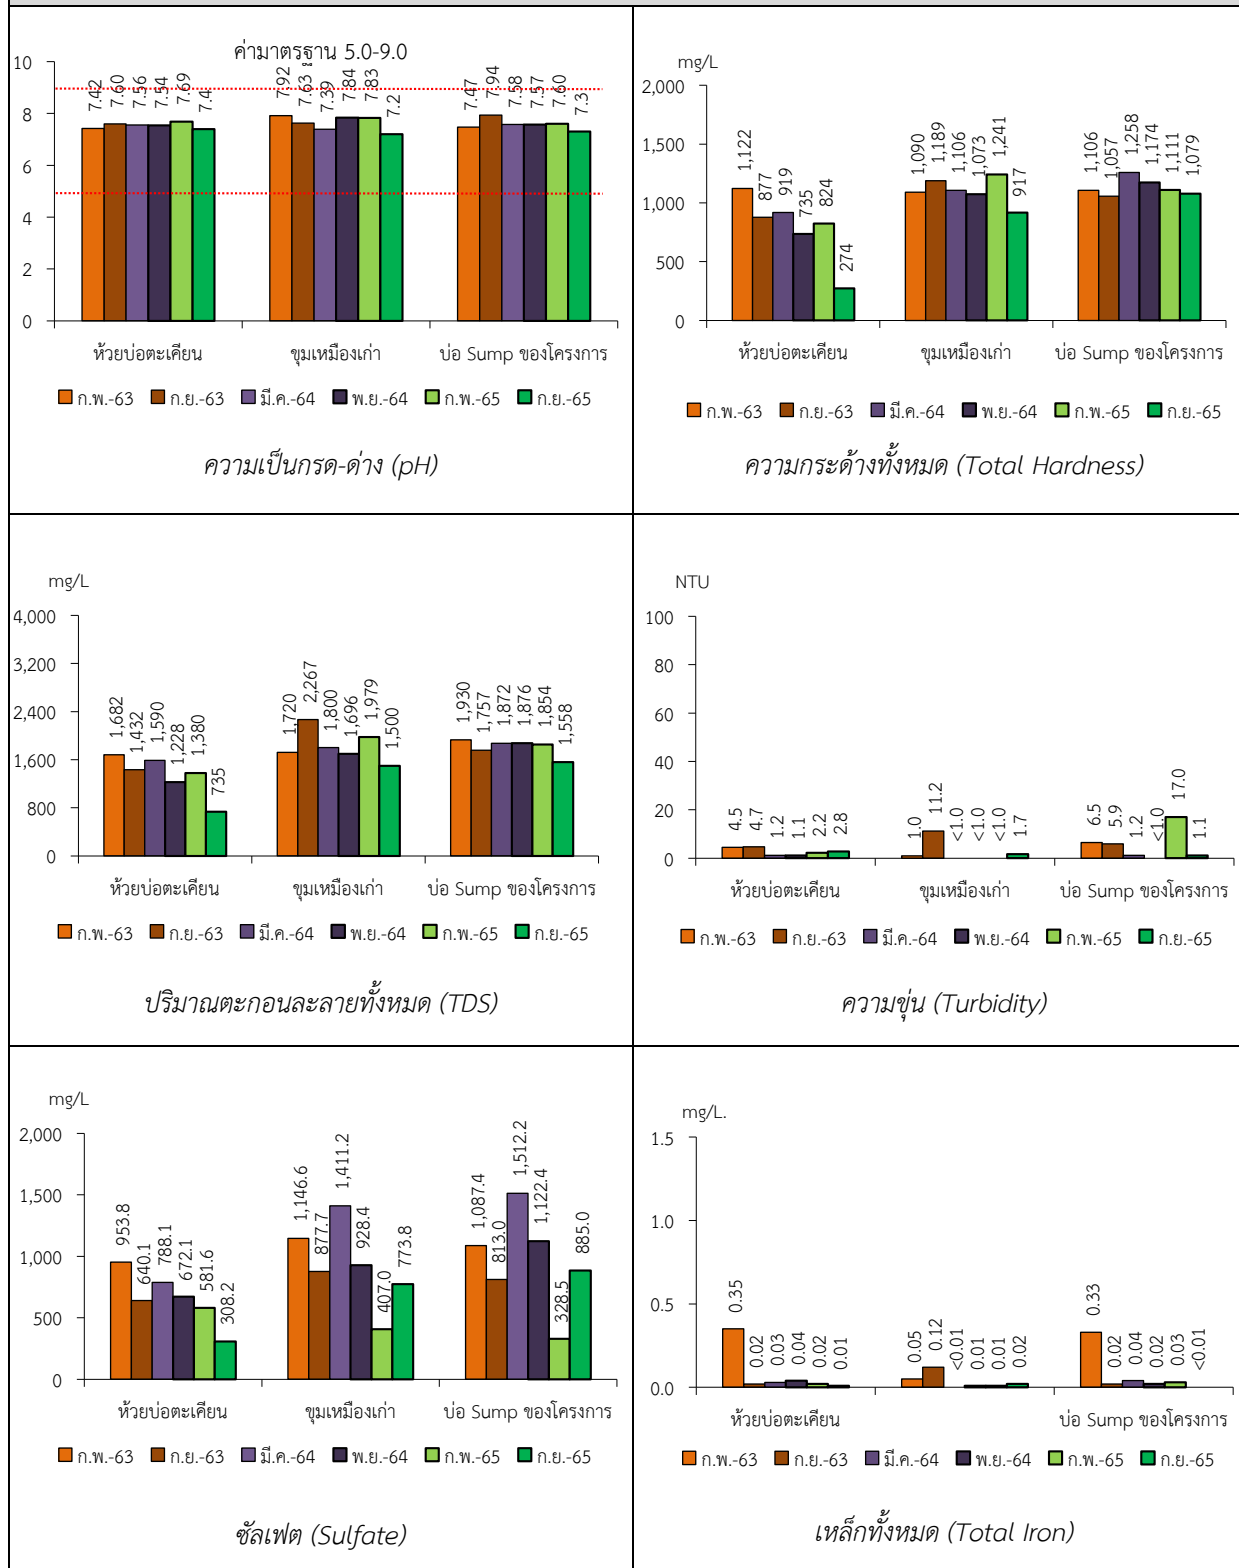 ค่ามาตรฐาน 5.0-9.0
10
8
6
4
2
0
7.42 7.60 7.56 7.54 7.69 7.4
7.92 7.63 7.39 7.84 7.83 7.2
7.47 7.94 7.58 7.57 7.60 7.3
ห้วยบ่อตะเคียน ขุมเหมืองเก่า บ่อ Sump ของโครงการ
ก.พ.-63 ก.ย.-63 มี.ค.-64 พ.ย.-64 ก.พ.-65 ก.ย.-65
ความเป็นกรด-ด่าง (pH)
mg/L
2,000
1,500
1,000
500
0
1,122 877 919 735 824 274
1,090 1,189 1,106 1,073 1,241 917
1,106 1,057 1,258 1,174 1,111 1,079
ห้วยบ่อตะเคียน ขุมเหมืองเก่า บ่อ Sump ของโครงการ
ก.พ.-63 ก.ย.-63 มี.ค.-64 พ.ย.-64 ก.พ.-65 ก.ย.-65
ความกระด้างทั้งหมด (Total Hardness)
mg/L
4,000
3,200
2,400
1,600
800
0
1,682 1,432 1,590 1,228 1,380 735
1,720 2,267 1,800 1,696 1,979 1,500
1,930 1,757 1,872 1,876 1,854 1,558
ห้วยบ่อตะเคียน ขุมเหมืองเก่า บ่อ Sump ของโครงการ
ก.พ.-63 ก.ย.-63 มี.ค.-64 พ.ย.-64 ก.พ.-65 ก.ย.-65
ปริมาณตะกอนละลายทั้งหมด (TDS)
NTU
100
80
60
40
20
0
4.5 4.7 1.2 1.1 2.2 2.8
1.0 11.2 <1.0 <1.0 <1.0 1.7
6.5 5.9 1.2 <1.0 17.0 1.1
ห้วยบ่อตะเคียน ขุมเหมืองเก่า บ่อ Sump ของโครงการ
ก.พ.-63 ก.ย.-63 มี.ค.-64 พ.ย.-64 ก.พ.-65 ก.ย.-65
ความขุ่น (Turbidity)
mg/L
2,000
1,500
1,000
500
0
953.8 640.1 788.1 672.1 581.6 308.2
1,146.6 877.7 1,411.2 928.4 407.0 773.8
1,087.4 813.0 1,512.2 1,122.4 328.5 885.0
ห้วยบ่อตะเคียน ขุมเหมืองเก่า บ่อ Sump ของโครงการ
ก.พ.-63 ก.ย.-63 มี.ค.-64 พ.ย.-64 ก.พ.-65 ก.ย.-65
ซัลเฟต (Sulfate)
mg/L.
1.5
1.0
0.5
0.0
0.35 0.02 0.03 0.04 0.02 0.01
0.05 0.12 <0.01 0.01 0.01 0.02
0.33 0.02 0.04 0.02 0.03 <0.01
ห้วยบ่อตะเคียน บ่อ Sump ของโครงการ
ก.พ.-63 ก.ย.-63 มี.ค.-64 พ.ย.-64 ก.พ.-65 ก.ย.-65
เหล็กทั้งหมด (Total Iron)